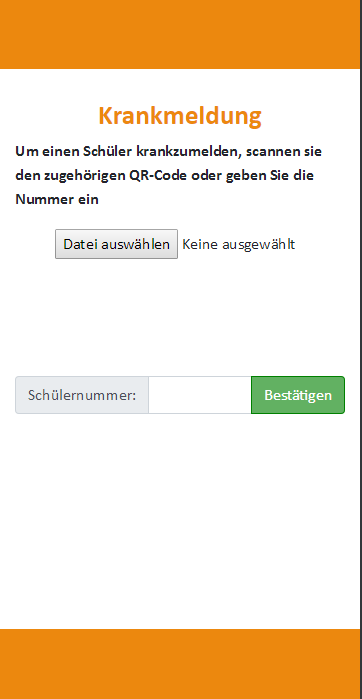 Krankmeldung
Um einen Schüler krankzumelden, scannen sie
den zugehörigen QR-Code oder geben Sie die
Nummer ein
Datei auswählen Keine ausgewählt
Schülernummer: Bestätigen